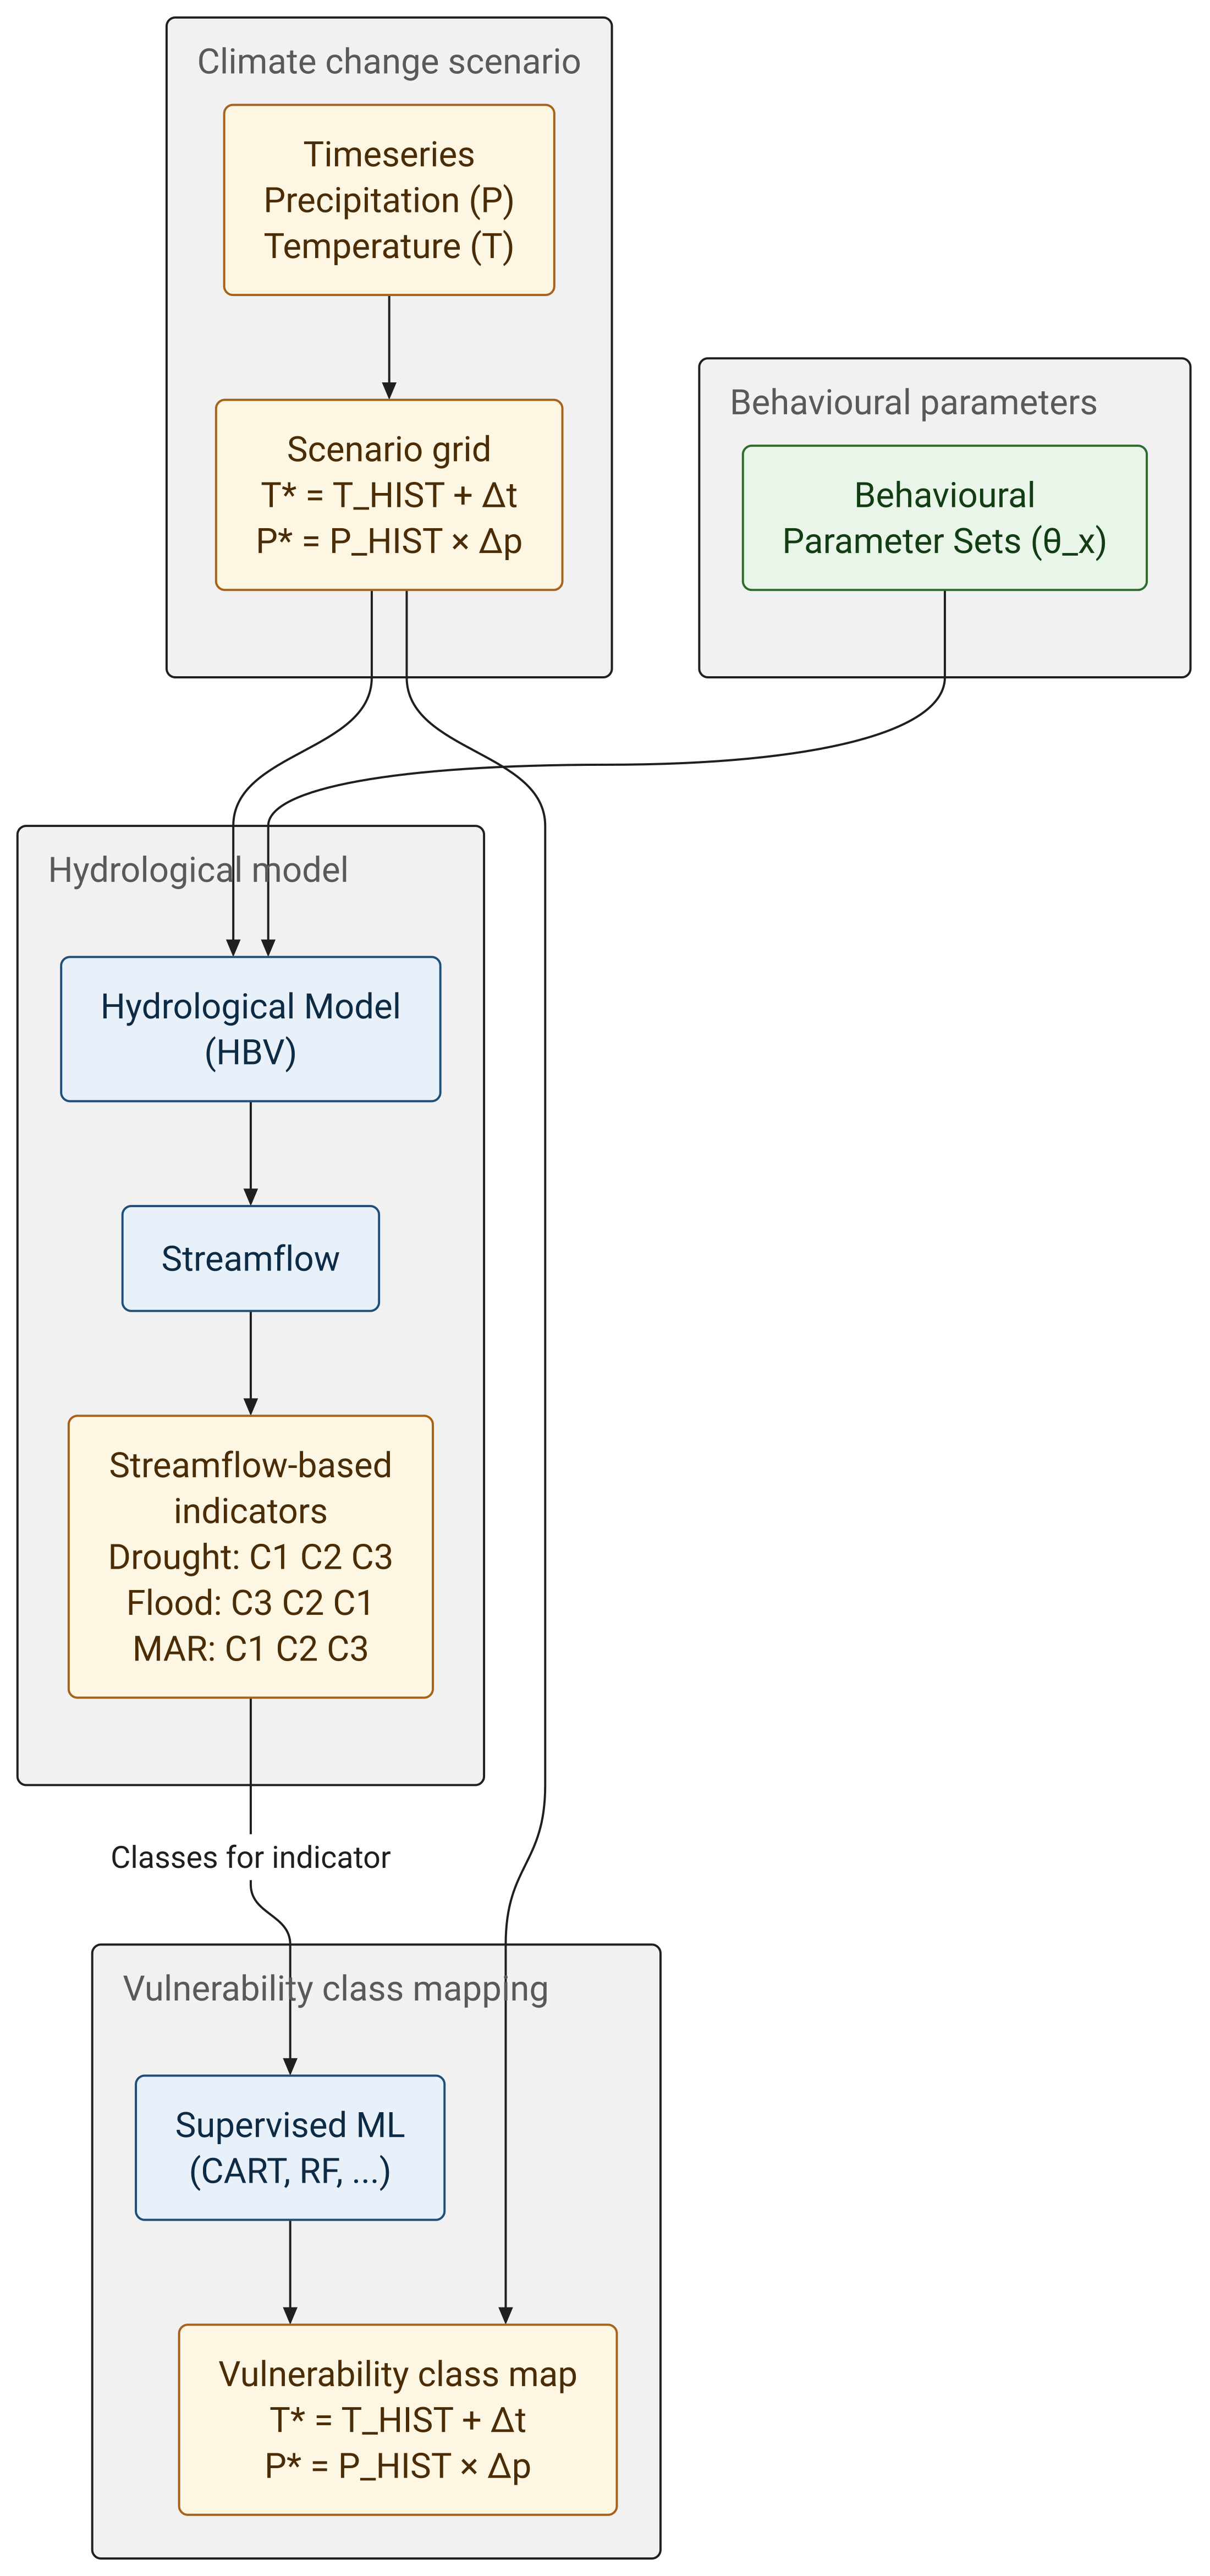 Climate change scenario
Timeseries
Precipitation (P)
Temperature (T)
Scenario grid
T* = T_HIST + Δt
P* = P_HIST × Δp
Behavioural parameters
Behavioural
Parameter Sets (θ_x)
Hydrological model
Hydrological Model
(HBV)
Streamflow
Streamflow-based
indicators
Drought: C1 C2 C3
Flood: C3 C2 C1
MAR: C1 C2 C3
Classes for indicator
Vulnerability class mapping
Supervised ML
(CART, RF, ...)
Vulnerability class map
T* = T_HIST + Δt
P* = P_HIST × Δp